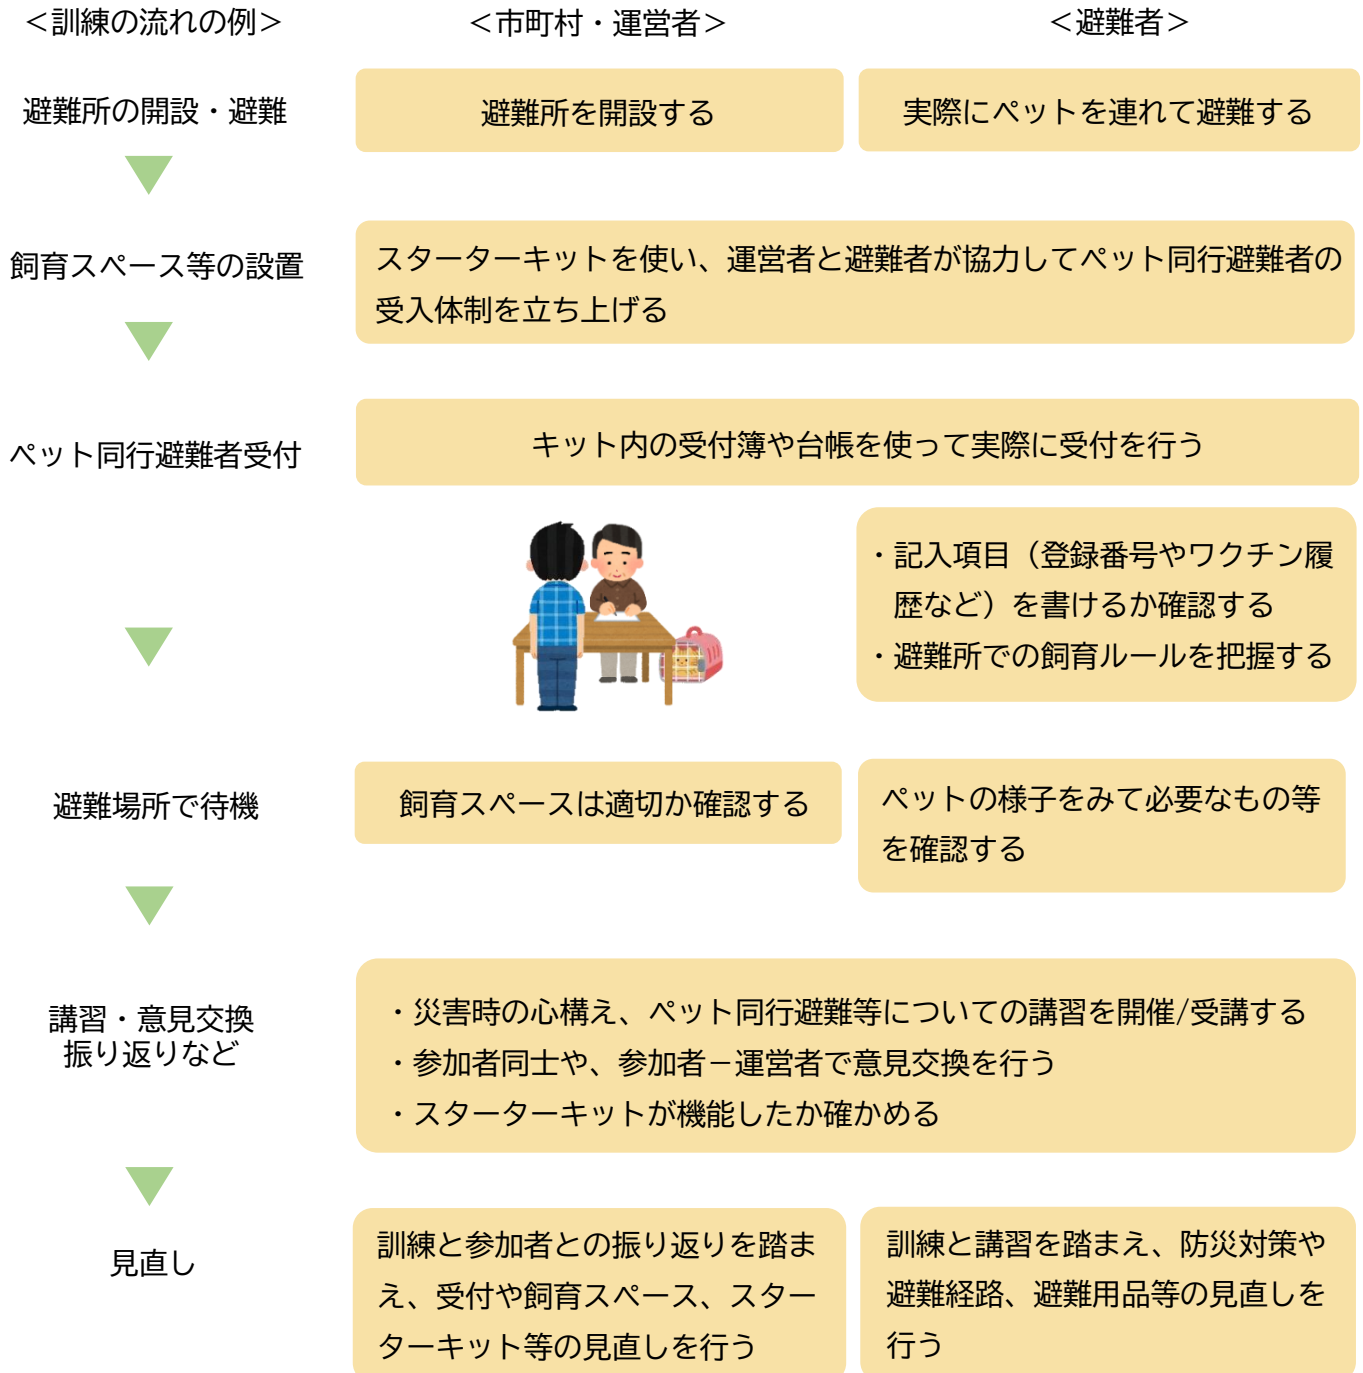 ＜訓練の流れの例＞
＜市町村・運営者＞
＜避難者＞
避難所の開設・避難
避難所を開設する
実際にペットを連れて避難する
飼育スペース等の設置
スターターキットを使い、運営者と避難者が協力してペット同行避難者の
受入体制を立ち上げる
ペット同行避難者受付
キット内の受付簿や台帳を使って実際に受付を行う
・記入項目（登録番号やワクチン履
歴など）を書けるか確認する
・避難所での飼育ルールを把握する
避難場所で待機
飼育スペースは適切か確認する
ペットの様子をみて必要なもの等
を確認する
講習・意見交換
振り返りなど
・災害時の心構え、ペット同行避難等についての講習を開催/受講する
・参加者同士や、参加者－運営者で意見交換を行う
・スターターキットが機能したか確かめる
見直し
訓練と参加者との振り返りを踏ま
え、受付や飼育スペース、スター
ターキット等の見直しを行う
訓練と講習を踏まえ、防災対策や
避難経路、避難用品等の見直しを
行う